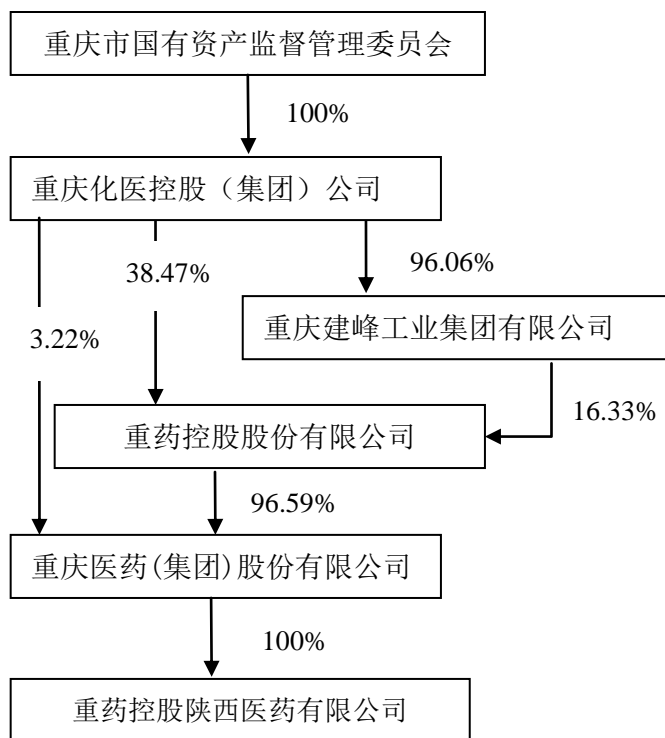 重庆市国有资产监督管理委员会
100%
重庆化医控股（集团）公司
38.47%
96.06%
3.22%
重庆建峰工业集团有限公司
16.33%
重药控股股份有限公司
96.59%
重庆医药(集团)股份有限公司
100%
重药控股陕西医药有限公司